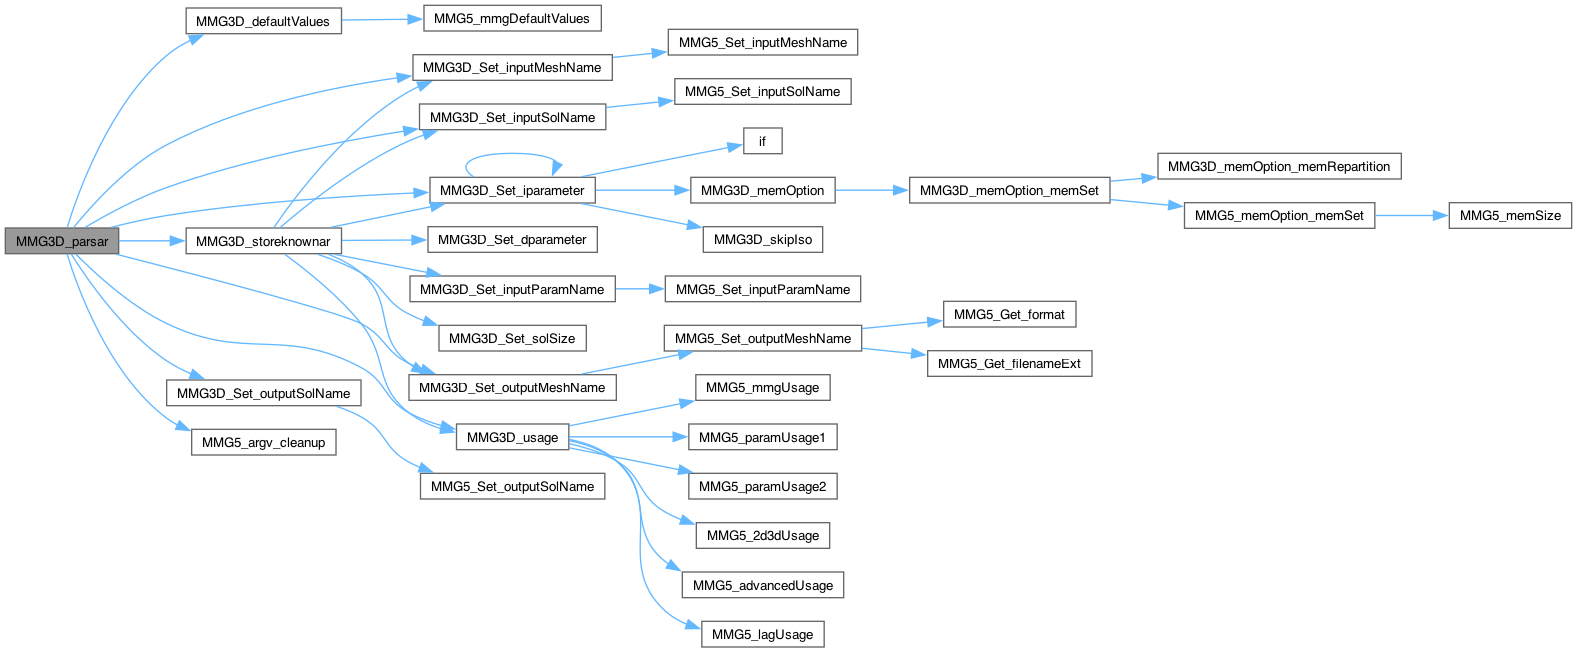 MMG3D_parsar
MMG3D_defaultValues
MMG5_mmgDefaultValues
MMG3D_Set_inputMeshName
MMG5_Set_inputMeshName
MMG3D_Set_inputSolName
MMG5_Set_inputSolName
MMG3D_Set_iparameter
if
MMG3D_memOption
MMG3D_memOption_memSet
MMG3D_memOption_memRepartition
MMG5_memOption_memSet
MMG5_memSize
MMG3D_skipIso
MMG3D_storeknownar
MMG3D_Set_dparameter
MMG3D_Set_inputParamName
MMG5_Set_inputParamName
MMG3D_Set_solSize
MMG3D_Set_outputMeshName
MMG5_Set_outputMeshName
MMG5_Get_format
MMG5_Get_filenameExt
MMG3D_usage
MMG5_mmgUsage
MMG5_paramUsage1
MMG5_paramUsage2
MMG5_2d3dUsage
MMG5_advancedUsage
MMG5_lagUsage
MMG3D_Set_outputSolName
MMG5_Set_outputSolName
MMG5_argv_cleanup